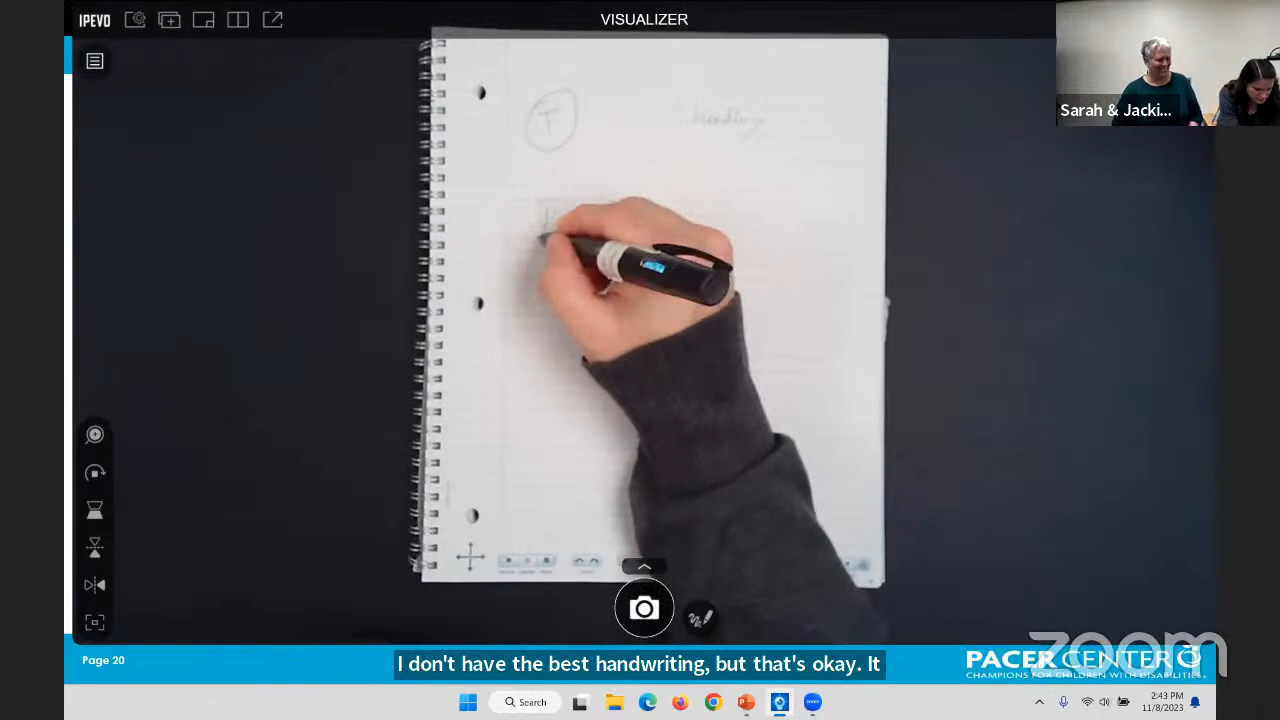 IPEVO
VISUALIZER
Sarah & Jacki...
T
Heading
I don't have the best handwriting, but that's okay. It
Page 20
PACER CENTER
CHAMPIONS FOR CHILDREN WITH DISABILITIES®
zoom
Search
2:43 PM
11/8/2023